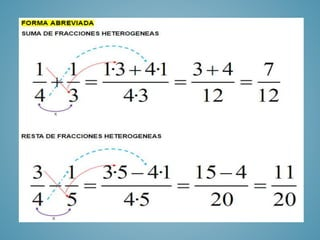 FORMA ABREVIADA
SUMA DE FRACCIONES HETEROGENEAS
1/4 + 1/3 = 1·3 + 4·1/4·3 = 3 + 4/12 = 7/12
x
RESTA DE FRACCIONES HETEROGENEAS
3/4 - 1/5 = 3·5 – 4·1/4·5 = 15 – 4/20 = 11/20
x